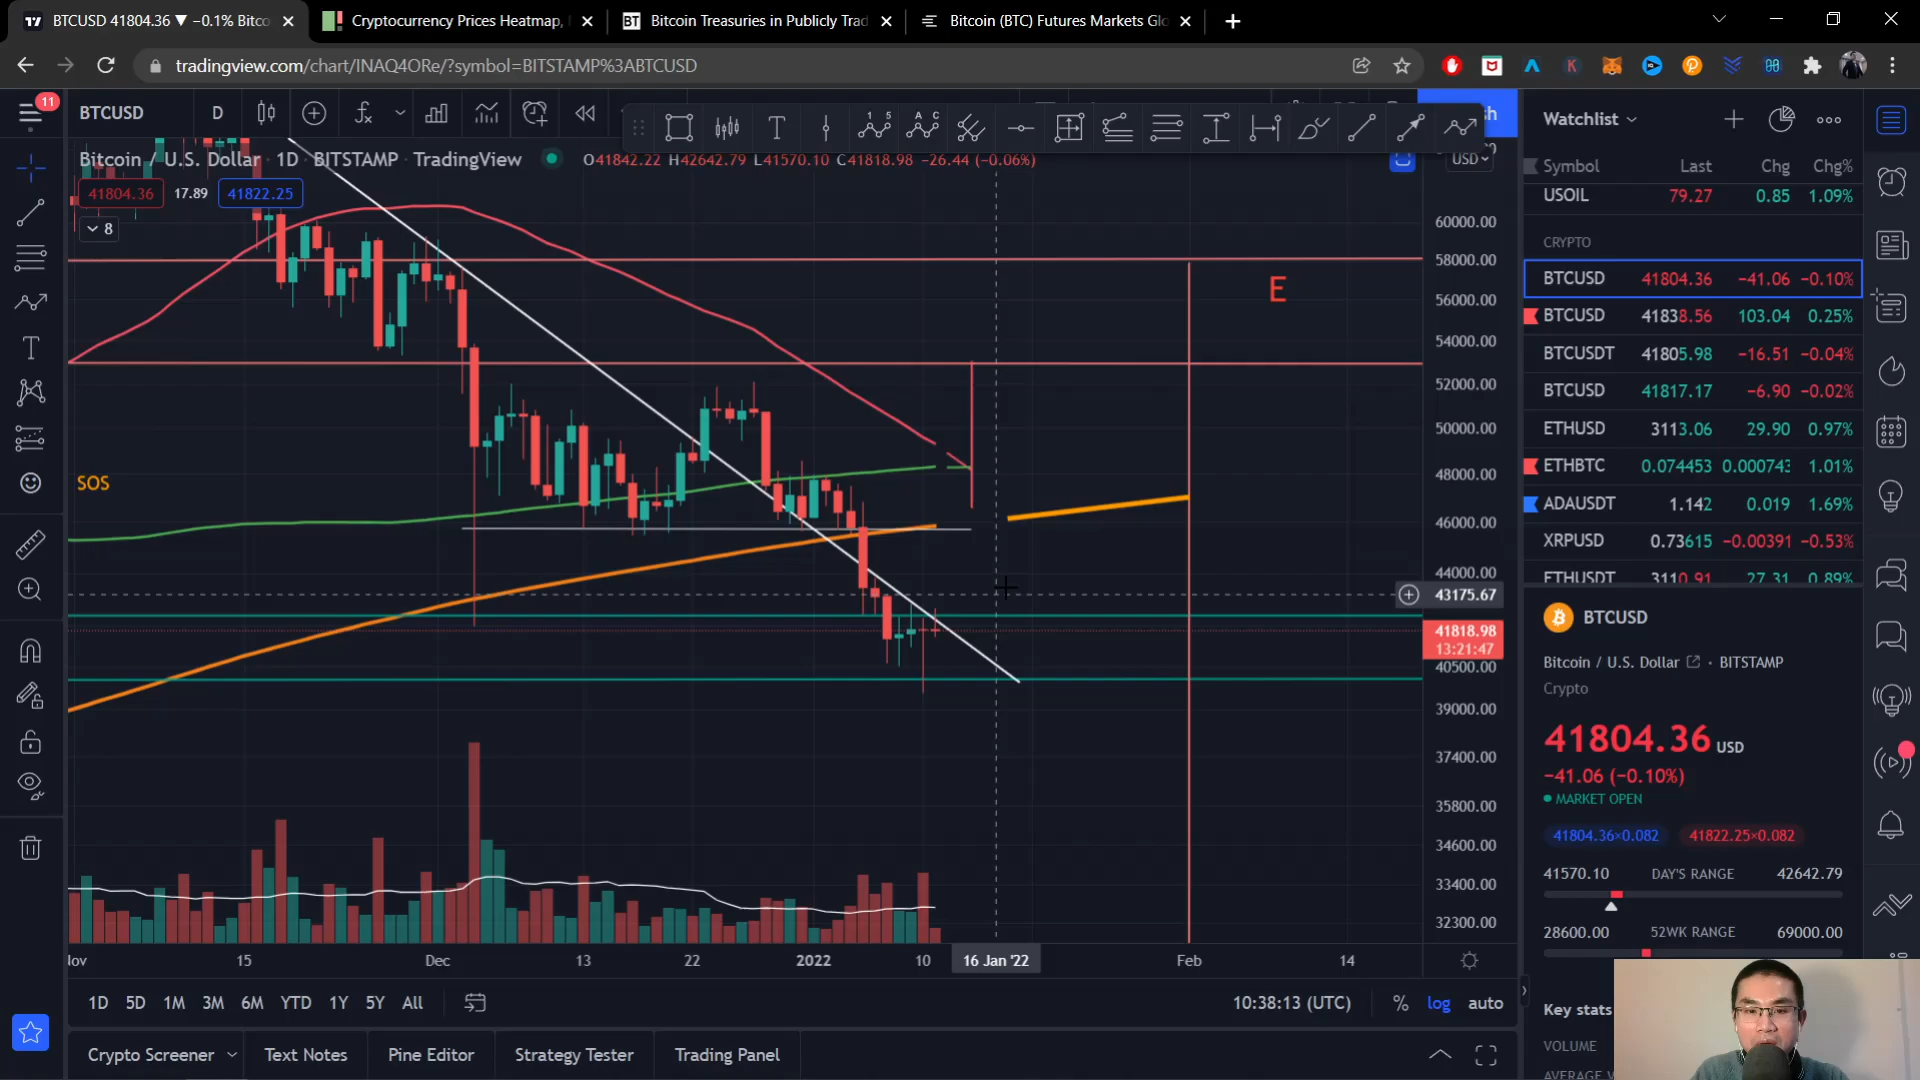 BTCUSD 41804.36 ▼ −0.1% Bitco
Cryptocurrency Prices Heatmap,
BT Bitcoin Treasuries in Publicly Trad
Bitcoin (BTC) Futures Markets Glo
tradingview.com/chart/INAQ4ORe/?symbol=BITSTAMP%3ABTCUSD
11
BTCUSD D
Bitcoin / U.S. Dollar · 1D · BITSTAMP · TradingView
O41842.22 H42642.79 L41570.10 C41818.98 −26.44 (−0.06%)
USD
41804.36 17.89 41822.25
8
60000.00
58000.00
56000.00
54000.00
52000.00
50000.00
48000.00
46000.00
44000.00
43175.67
41818.98
13:21:47
40500.00
39000.00
37400.00
35800.00
34600.00
33400.00
32300.00
E
SOS
15 Dec 13 22 2022 10 16 Jan '22 Feb 14
1D 5D 1M 3M 6M YTD 1Y 5Y All
10:38:13 (UTC) % log auto
Crypto Screener Text Notes Pine Editor Strategy Tester Trading Panel
Watchlist
Symbol Last Chg Chg%
USOIL 79.27 0.85 1.09%
CRYPTO
BTCUSD 41804.36 −41.06 −0.10%
BTCUSD 41838.56 103.04 0.25%
BTCUSDT 41805.98 −16.51 −0.04%
BTCUSD 41817.17 −6.90 −0.02%
ETHUSD 3113.06 29.90 0.97%
ETHBTC 0.074453 0.000743 1.01%
ADAUSDT 1.142 0.019 1.69%
XRPUSD 0.73615 −0.00391 −0.53%
ETHUSDT 3110.91 27.31 0.89%
BTCUSD
Bitcoin / U.S. Dollar · BITSTAMP
Crypto
41804.36 USD
−41.06 (−0.10%)
MARKET OPEN
41804.36×0.082 41822.25×0.082
41570.10 DAY'S RANGE 42642.79
28600.00 52WK RANGE 69000.00
Key stats
VOLUME